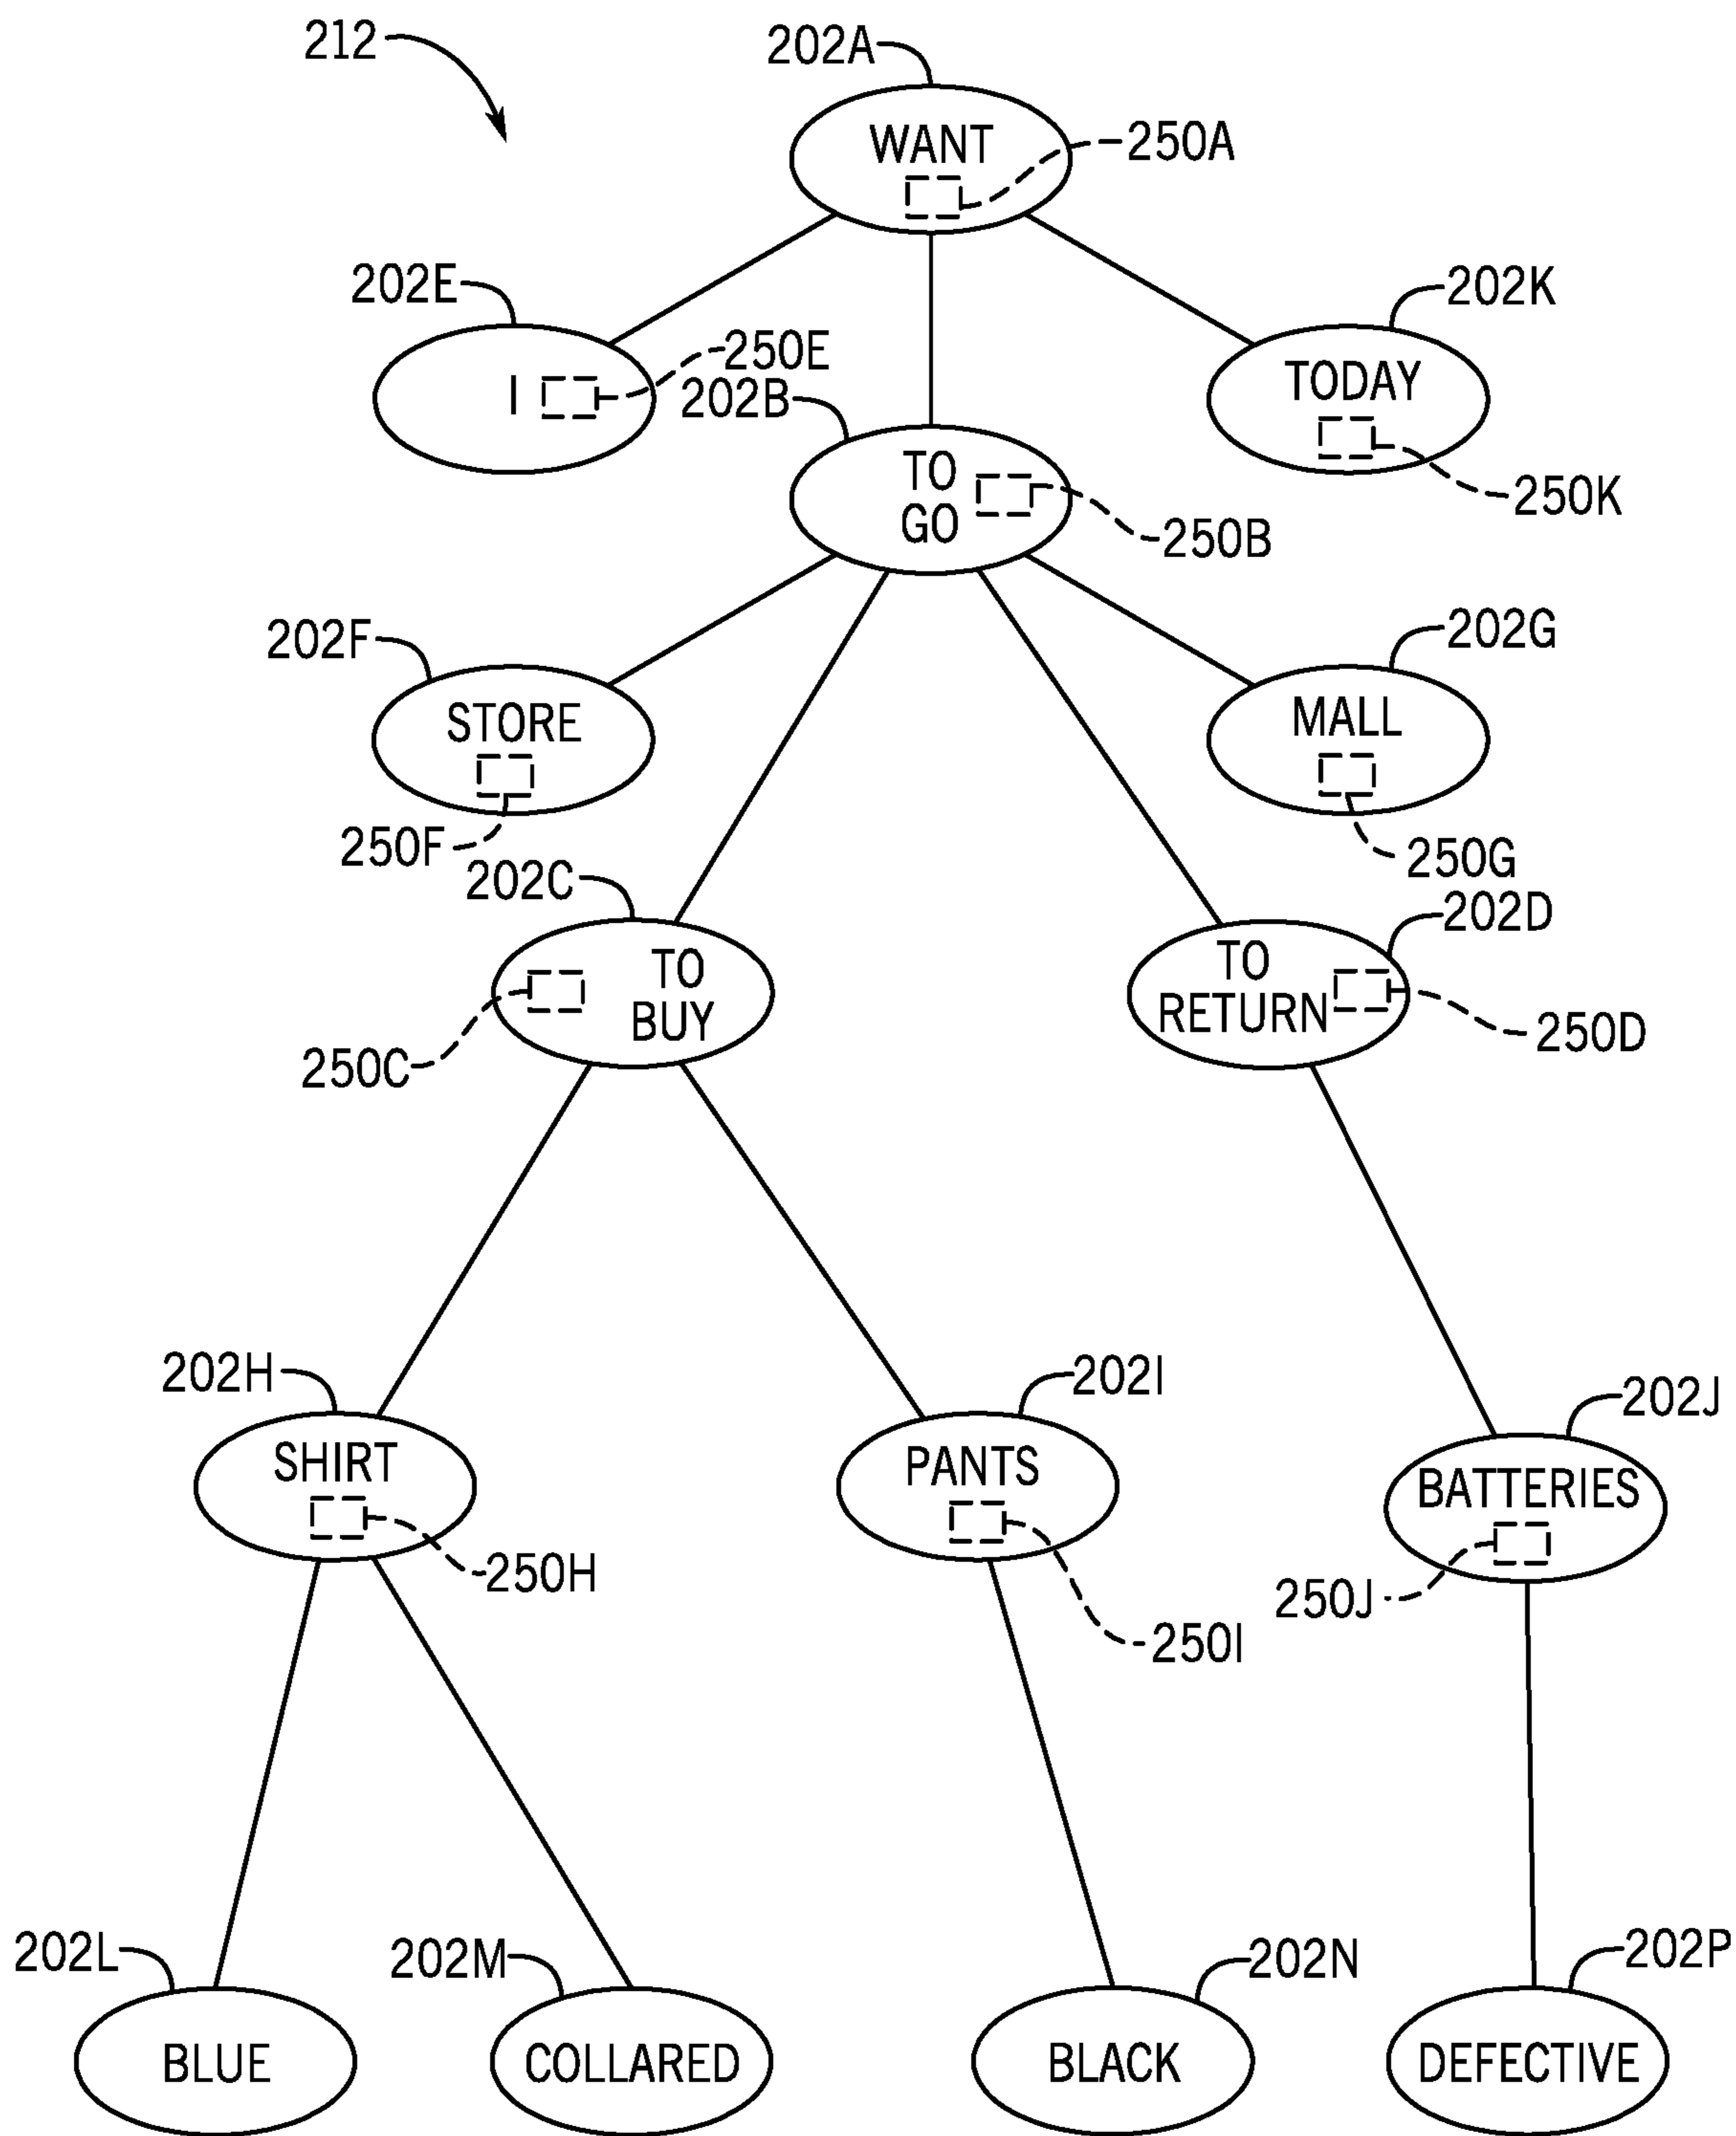 212
202A
WANT
250A
202E
202K
I
250E
202B
TODAY
TO
GO
250K
250B
202F
202G
STORE
MALL
250F
250G
202C
202D
TO
BUY
TO
RETURN
250C
250D
202H
202I
202J
SHIRT
PANTS
BATTERIES
250H
250I
250J
202L
202M
202N
202P
BLUE
COLLARED
BLACK
DEFECTIVE